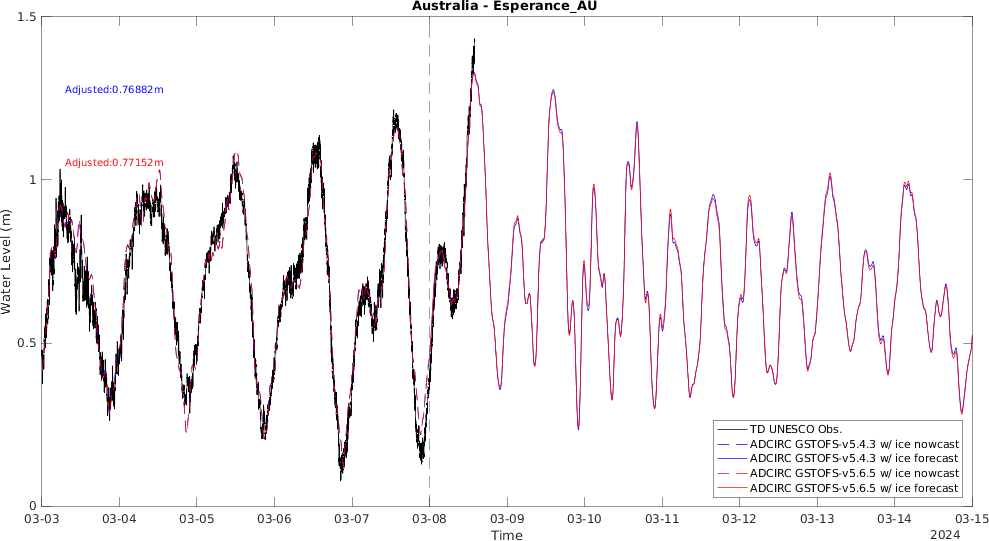 Australia - Esperance_AU
1.5
Adjusted:0.76882m
Adjusted:0.77152m
1
Water Level (m)
0.5
TD UNESCO Obs.
ADCIRC GSTOFS-v5.4.3 w/ ice nowcast
ADCIRC GSTOFS-v5.4.3 w/ ice forecast
ADCIRC GSTOFS-v5.6.5 w/ ice nowcast
ADCIRC GSTOFS-v5.6.5 w/ ice forecast
0
03-03 03-04 03-05 03-06 03-07 03-08 03-09 03-10 03-11 03-12 03-13 03-14 03-15
Time
2024